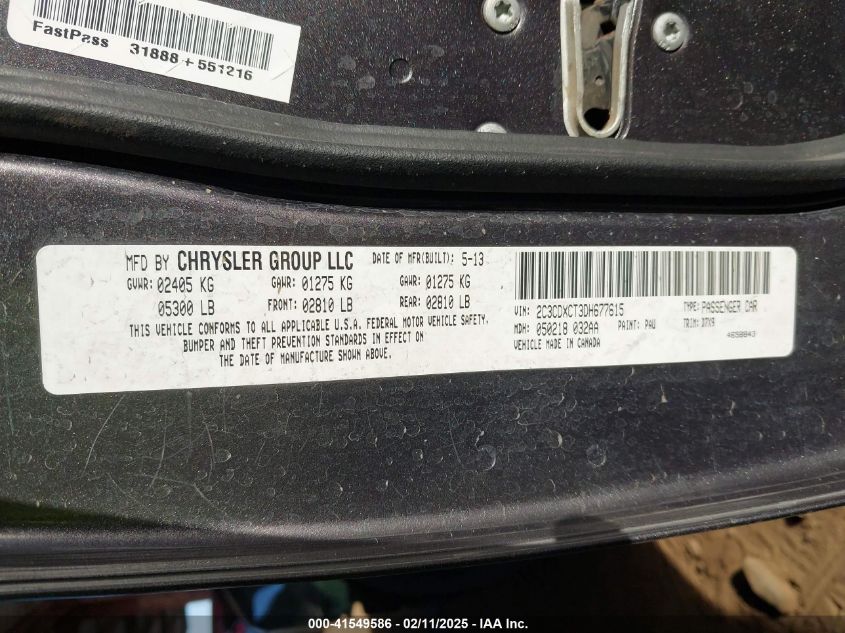 FastPass 31888 + 551216
MFD BY CHRYSLER GROUP LLC DATE OF MFR(BUILT): 5-13
GVWR: 02405 KG GAWR: 01275 KG GAWR: 01275 KG
05300 LB FRONT: 02810 LB REAR: 02810 LB
THIS VEHICLE CONFORMS TO ALL APPLICABLE U.S.A. FEDERAL MOTOR VEHICLE SAFETY,
BUMPER AND THEFT PREVENTION STANDARDS IN EFFECT ON
THE DATE OF MANUFACTURE SHOWN ABOVE.
VIN: 2C3CDXCT3DH677615 TYPE: PASSENGER CAR
MDH: 050218 032AA PAINT: PAU TRIM: D7X9
VEHICLE MADE IN CANADA 4658843
000-41549586 - 02/11/2025 - IAA Inc.